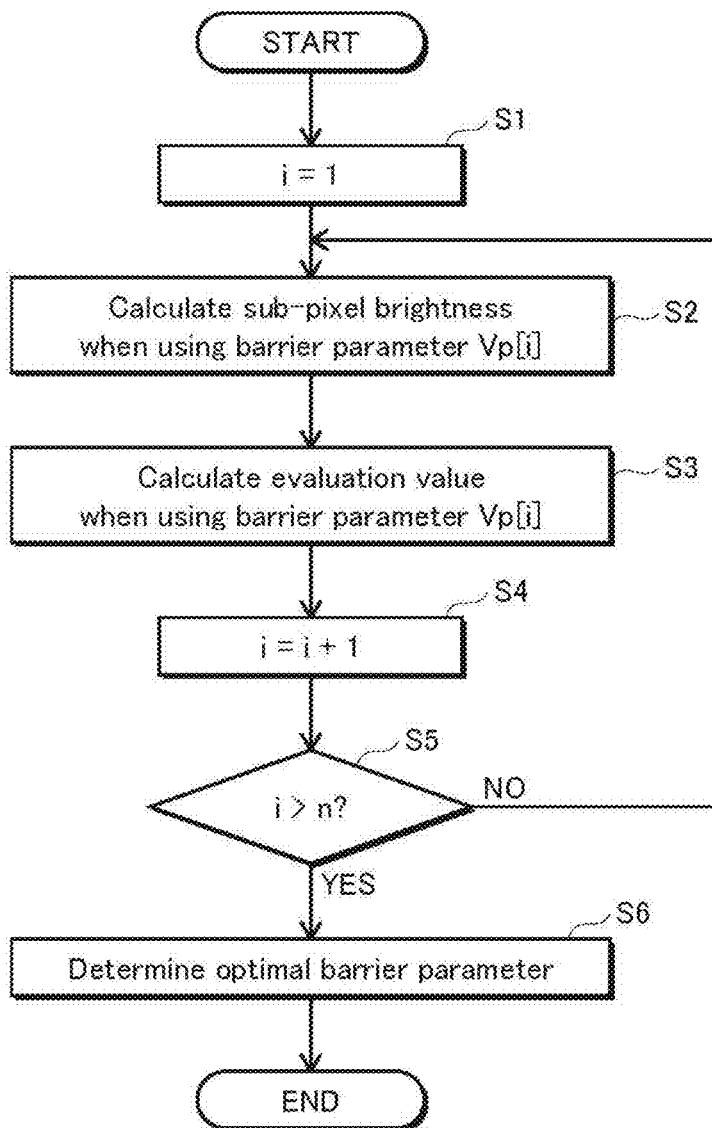 START
S1
i = 1
Calculate sub-pixel brightness
when using barrier parameter Vp[i]
S2
Calculate evaluation value
when using barrier parameter Vp[i]
S3
S4
i = i + 1
S5
i > n?
NO
YES
S6
Determine optimal barrier parameter
END